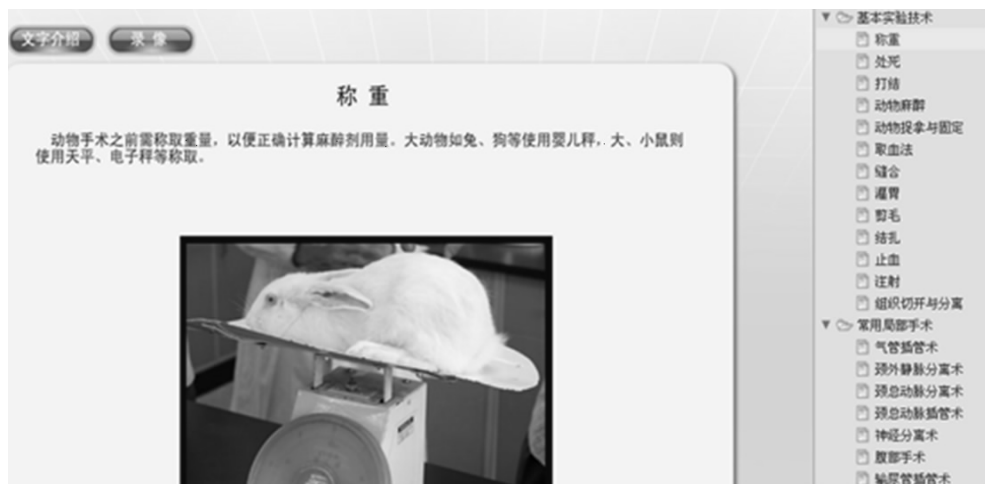 文字介绍
录 像
称 重
动物手术之前需称取重量，以便正确计算麻醉剂用量。大动物如兔、狗等使用婴儿秤，大、小鼠则
使用天平、电子秤等称取。
基本实验技术
称重
处死
打结
动物麻醉
动物捉拿与固定
取血法
缝合
灌胃
剪毛
结扎
止血
注射
组织切开与分离
常用局部手术
气管插管术
颈外静脉分离术
颈总动脉分离术
颈总动脉插管术
神经分离术
腹部手术
输尿管插管术